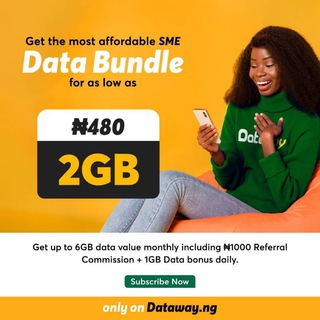 Get the most affordable SME
Data Bundle
for as low as
₦480
2GB
Get up to 6GB data value monthly including ₦1000 Referral
Commission + 1GB Data bonus daily.
Subscribe Now
only on Dataway.ng